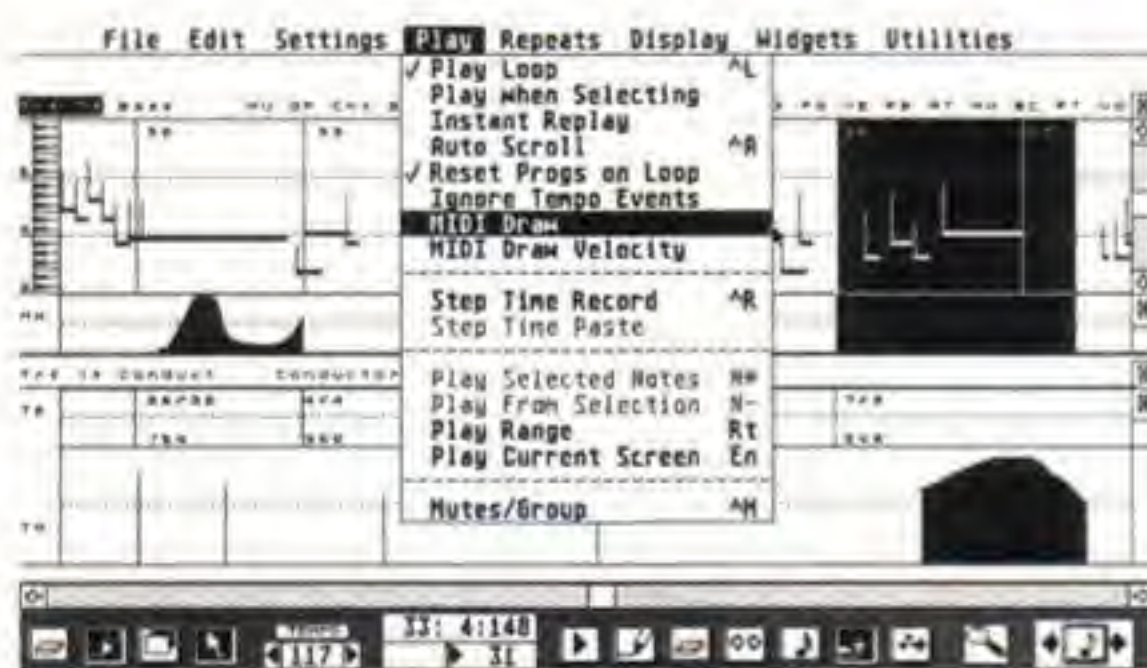 File Edit Settings Play Repeats Display Widgets Utilities
✓ Play Loop ^L
Play when Selecting
Instant Replay
Auto Scroll ^A
✓ Reset Progs on Loop
Ignore Tempo Events
MIDI Draw
MIDI Draw Velocity
Step Time Record ^R
Step Time Paste
Play Selected Notes N*
Play From Selection N-
Play Range Rt
Play Current Screen En
Mutes/Group ^M
Conduct Conductor
TEMPO
117
33: 4:148
31